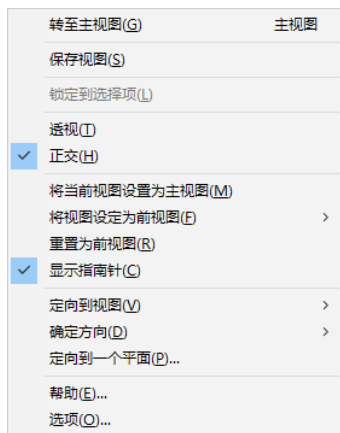 转至主视图(G) 主视图
保存视图(S)
锁定到选择项(L)
透视(T)
正交(H)
将当前视图设置为主视图(M)
将视图设定为前视图(F)
重置为前视图(R)
显示指南针(C)
定向到视图(V)
确定方向(D)
定向到一个平面(P)...
帮助(E)...
选项(O)...